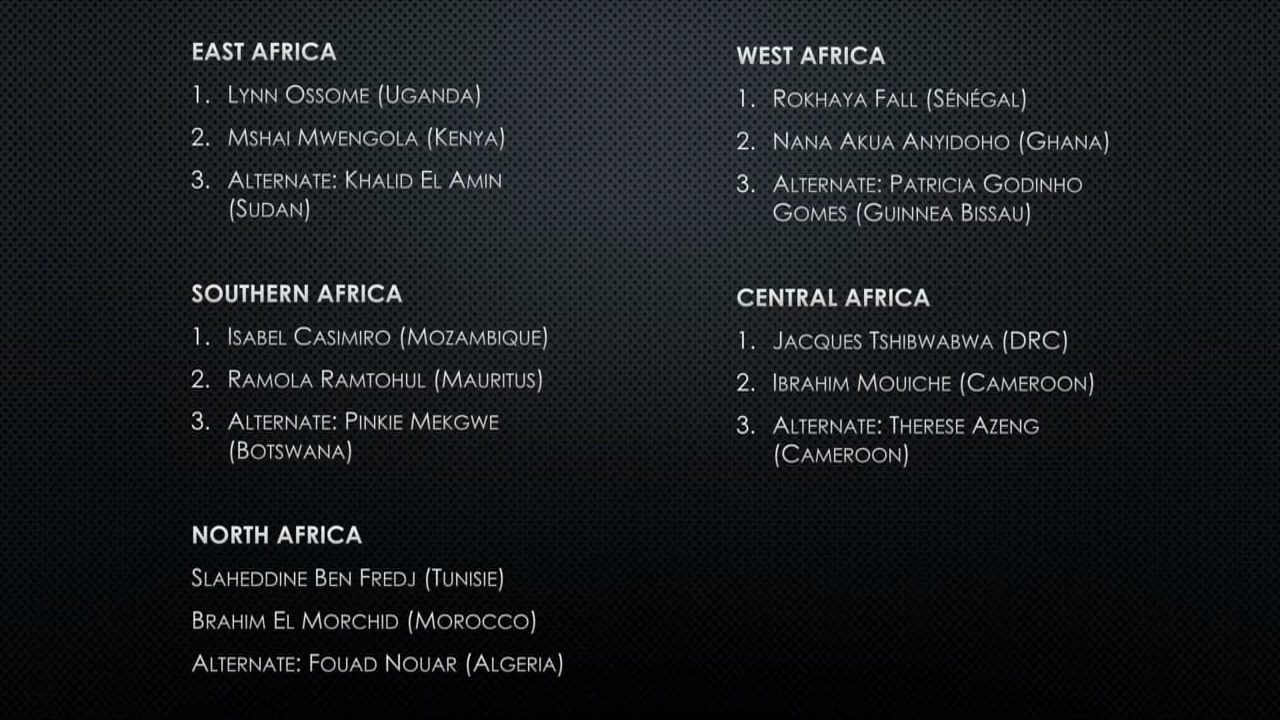 EAST AFRICA
1. LYNN OSSOME (UGANDA)
2. MSHAI MWENGOLA (KENYA)
3. ALTERNATE: KHALID EL AMIN
(SUDAN)
SOUTHERN AFRICA
1. ISABEL CASIMIRO (MOZAMBIQUE)
2. RAMOLA RAMTOHUL (MAURITUS)
3. ALTERNATE: PINKIE MEKGWE
(BOTSWANA)
NORTH AFRICA
SLAHEDDINE BEN FREDJ (TUNISIE)
BRAHIM EL MORCHID (MOROCCO)
ALTERNATE: FOUAD NOUAR (ALGERIA)
WEST AFRICA
1. ROKHAYA FALL (SÉNÉGAL)
2. NANA AKUA ANYIDOHO (GHANA)
3. ALTERNATE: PATRICIA GODINHO
GOMES (GUINNEA BISSAU)
CENTRAL AFRICA
1. JACQUES TSHIBWABWA (DRC)
2. IBRAHIM MOUICHE (CAMEROON)
3. ALTERNATE: THERESE AZENG
(CAMEROON)